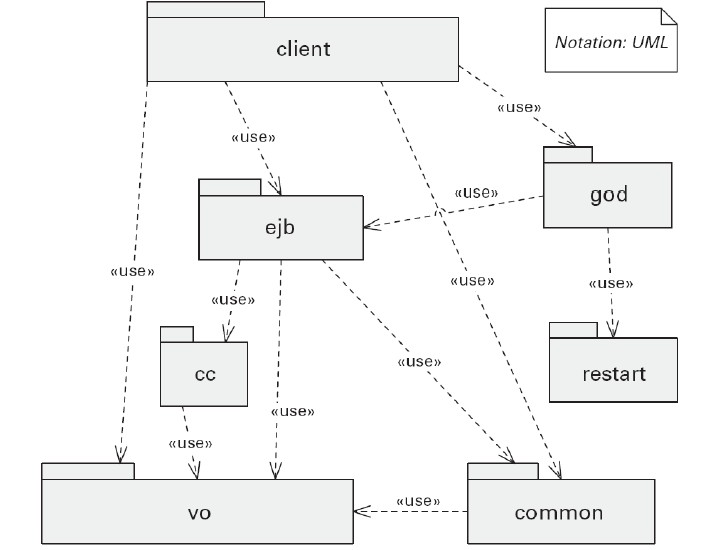 client
Notation: UML
«use»
«use»
«use»
god
ejb
«use»
«use»
«use»
«use»
«use»
cc
restart
«use»
«use»
«use»
«use»
vo
common